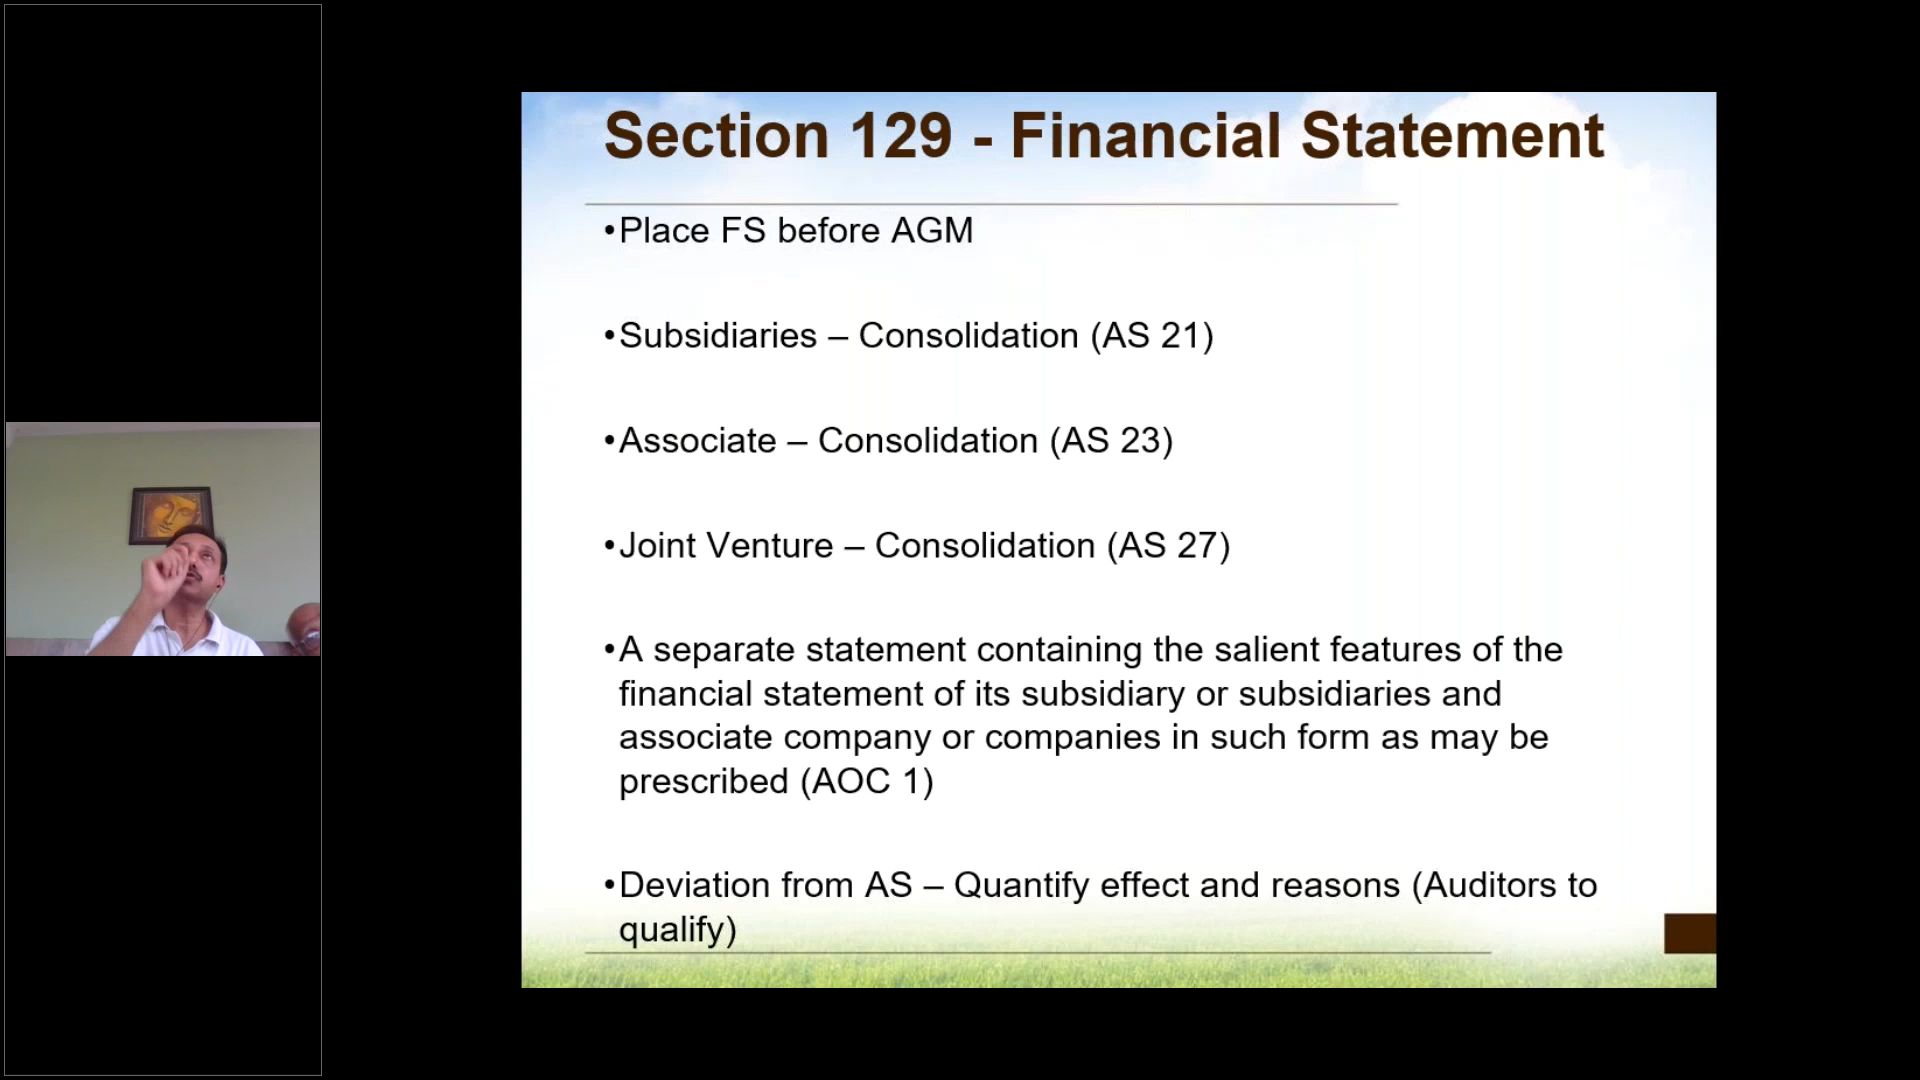 Section 129 - Financial Statement
•Place FS before AGM
•Subsidiaries – Consolidation (AS 21)
•Associate – Consolidation (AS 23)
•Joint Venture – Consolidation (AS 27)
•A separate statement containing the salient features of the
financial statement of its subsidiary or subsidiaries and
associate company or companies in such form as may be
prescribed (AOC 1)
•Deviation from AS – Quantify effect and reasons (Auditors to
qualify)